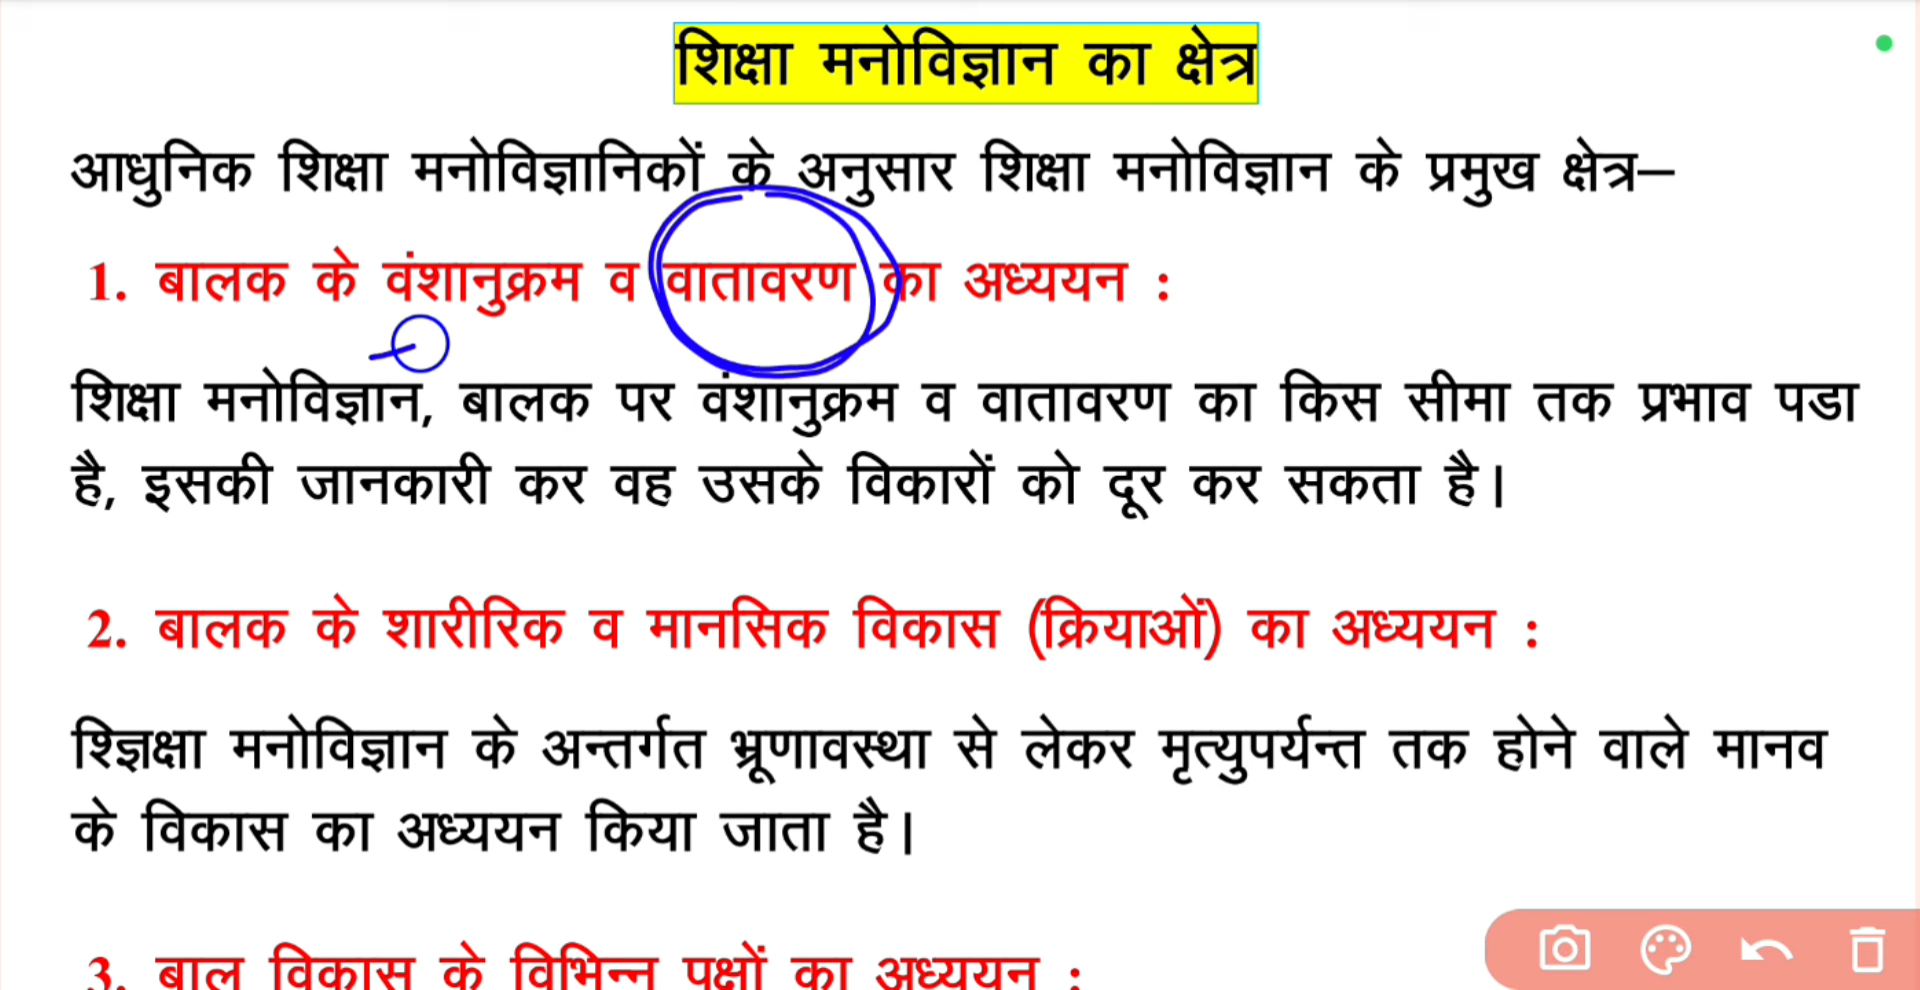 शिक्षा मनोविज्ञान का क्षेत्र
आधुनिक शिक्षा मनोविज्ञानिकों के अनुसार शिक्षा मनोविज्ञान के प्रमुख क्षेत्र–
1. बालक के वंशानुक्रम व वातावरण का अध्ययन :
शिक्षा मनोविज्ञान, बालक पर वंशानुक्रम व वातावरण का किस सीमा तक प्रभाव पडा
है, इसकी जानकारी कर वह उसके विकारों को दूर कर सकता है।
2. बालक के शारीरिक व मानसिक विकास (क्रियाओं) का अध्ययन :
श्ज्ञिक्षा मनोविज्ञान के अन्तर्गत भ्रूणावस्था से लेकर मृत्युपर्यन्त तक होने वाले मानव
के विकास का अध्ययन किया जाता है।
3. बाल विकास के विभिन्न पक्षों का अध्ययन :